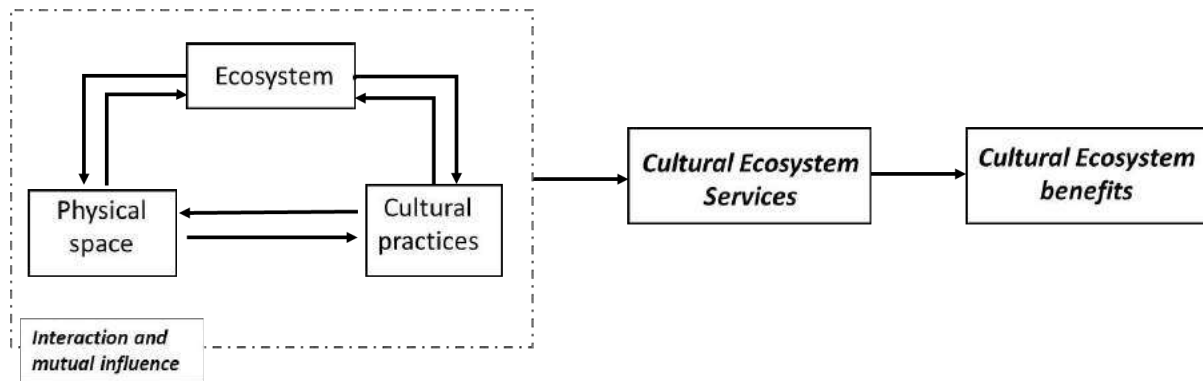 Ecosystem
Physical
space
Cultural
practices
Interaction and
mutual influence
Cultural Ecosystem
Services
Cultural Ecosystem
benefits